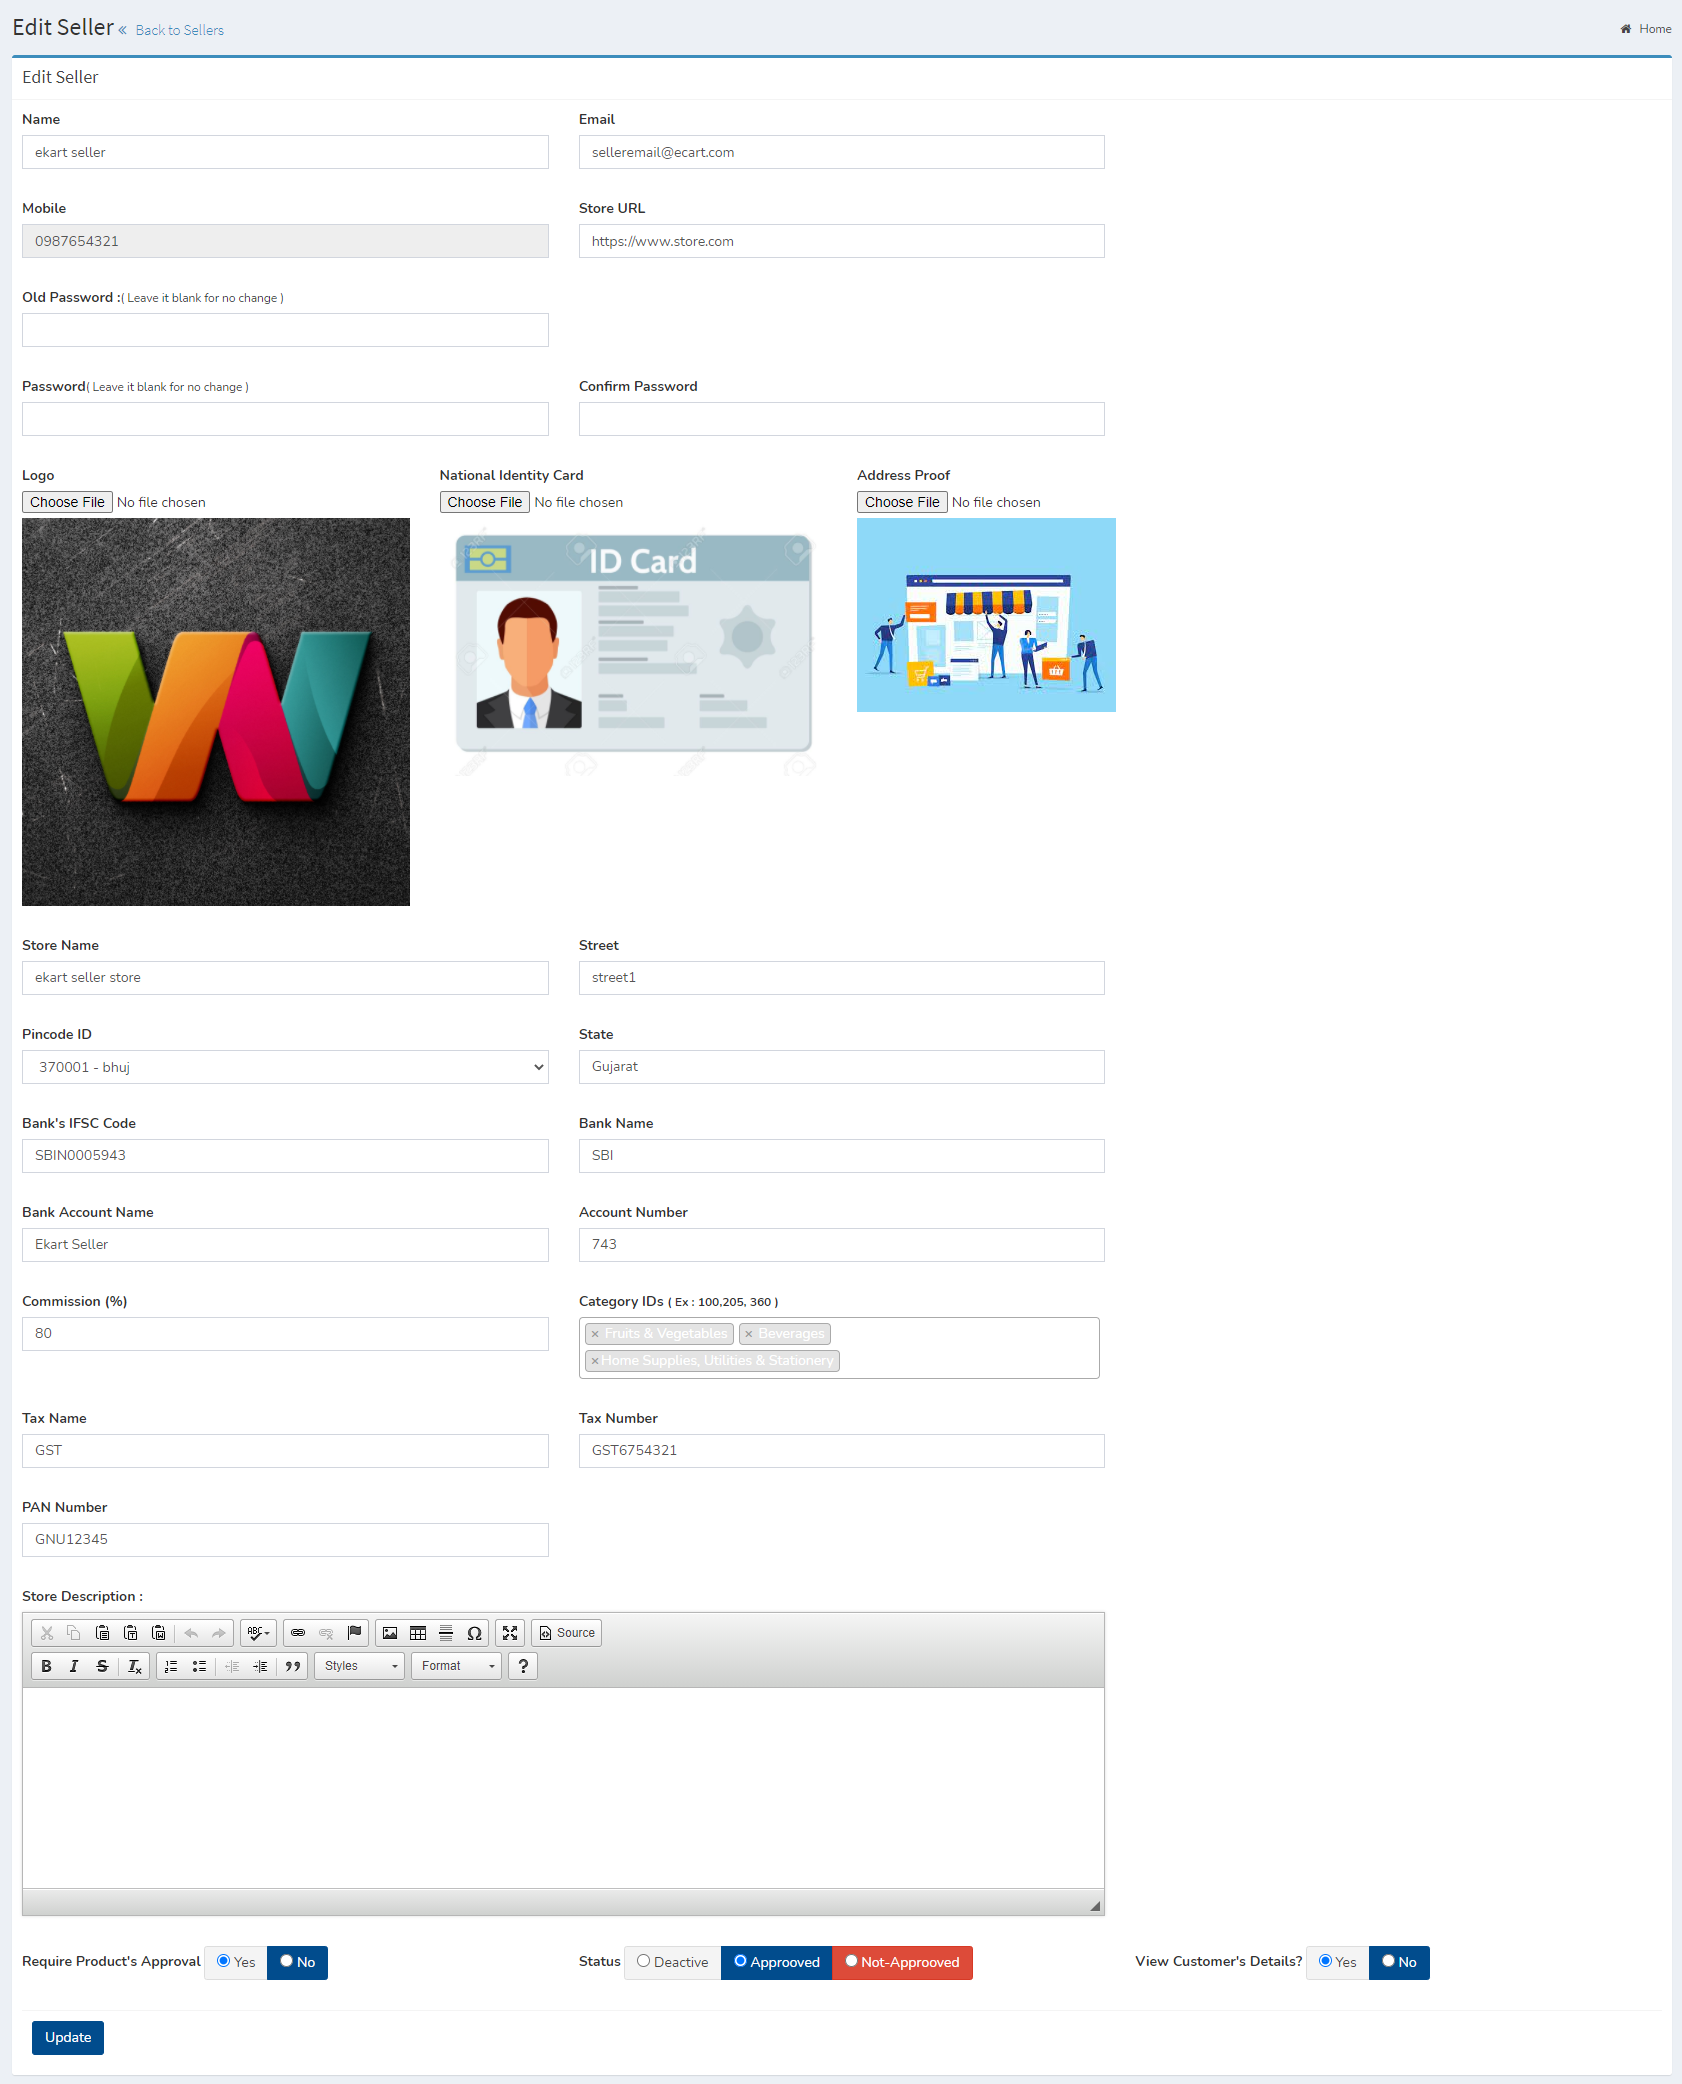 Edit Seller « Back to Sellers
Home
Edit Seller
Name
Email
ekart seller
selleremail@ecart.com
Mobile
Store URL
0987654321
https://www.store.com
Old Password :( Leave it blank for no change )
Password( Leave it blank for no change )
Confirm Password
Logo
National Identity Card
Address Proof
Choose File No file chosen
Choose File No file chosen
Choose File No file chosen
ID Card
Store Name
Street
ekart seller store
street1
Pincode ID
State
370001 - bhuj
Gujarat
Bank's IFSC Code
Bank Name
SBIN0005943
SBI
Bank Account Name
Account Number
Ekart Seller
743
Commission (%)
Category IDs ( Ex : 100,205, 360 )
80
× Fruits & Vegetables × Beverages
× Home Supplies, Utilities & Stationery
Tax Name
Tax Number
GST
GST6754321
PAN Number
GNU12345
Store Description :
ABC Ω Source
B I S Tx Styles Format ?
Require Product's Approval Yes No
Status Deactive Approoved Not-Approoved
View Customer's Details? Yes No
Update